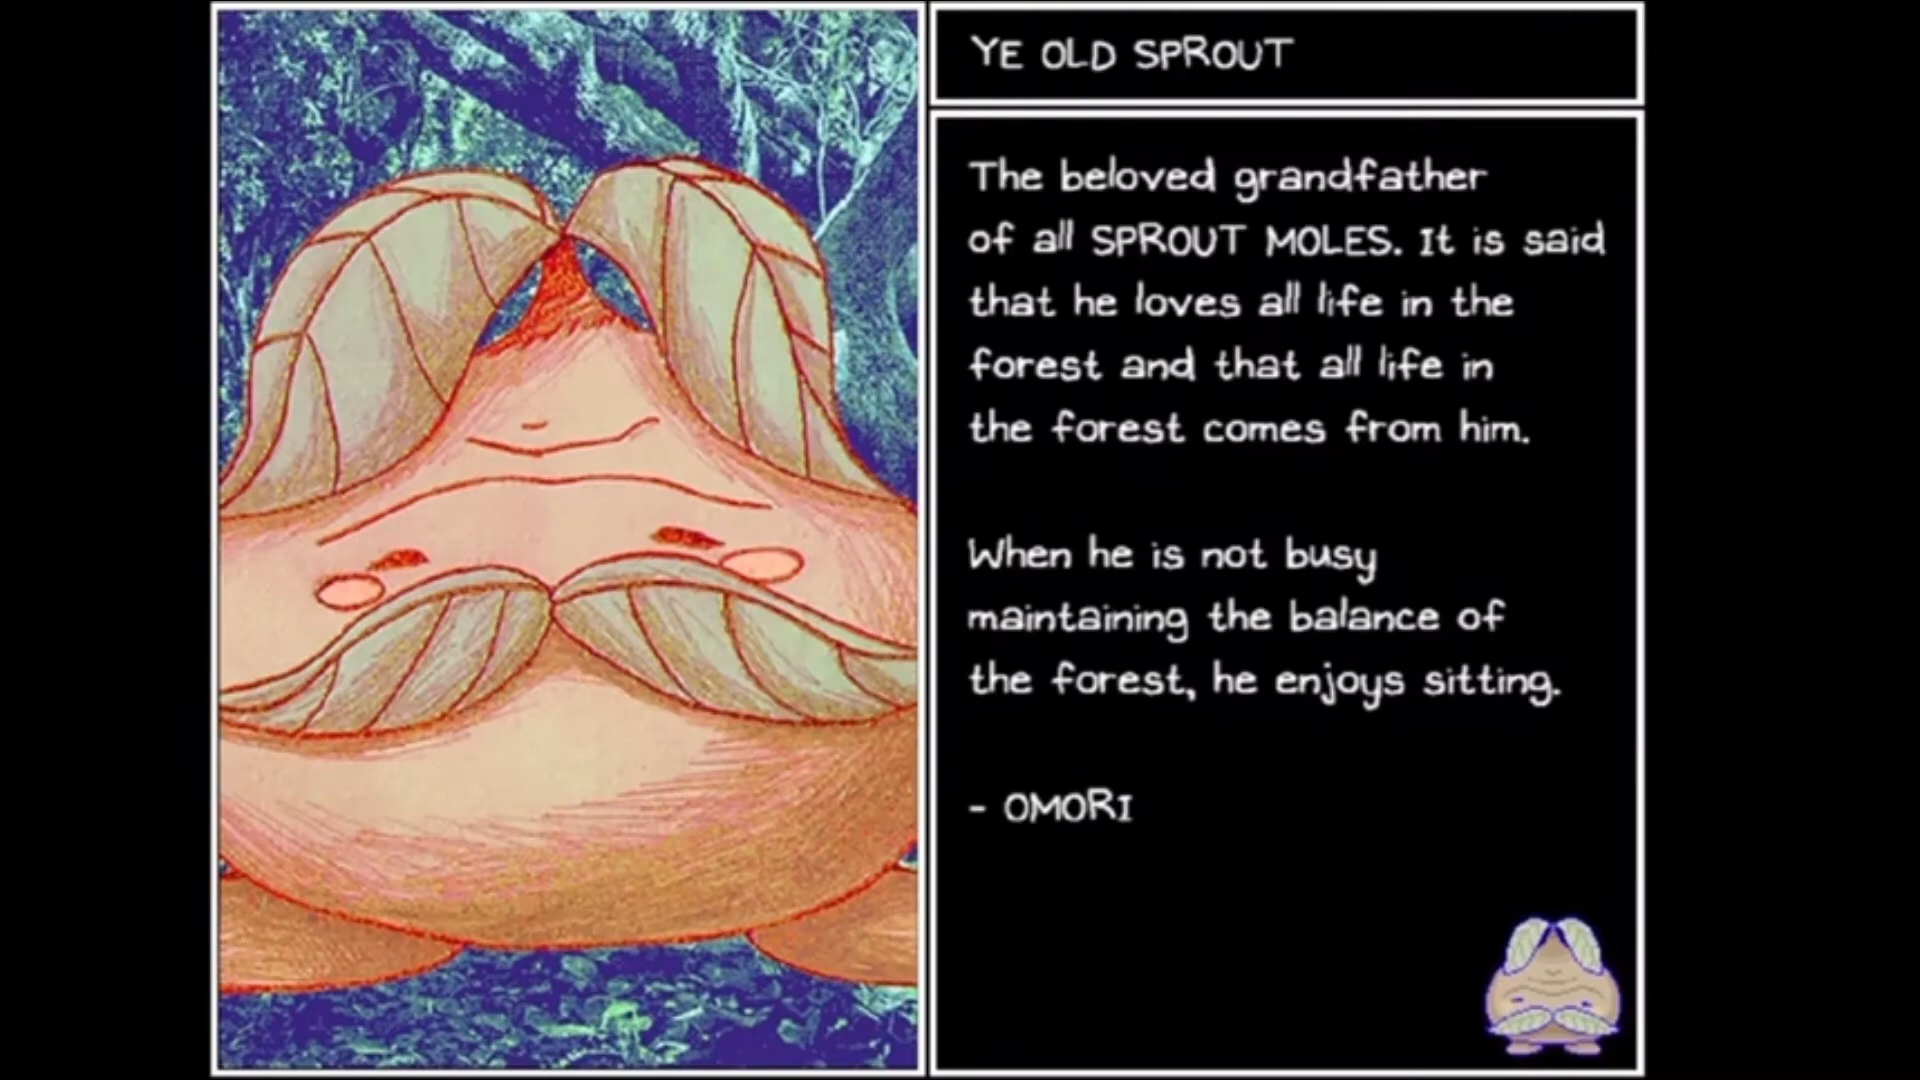 YE OLD SPROUT
The beloved grandfather
of all SPROUT MOLES. It is said
that he loves all life in the
forest and that all life in
the forest comes from him.
When he is not busy
maintaining the balance of
the forest, he enjoys sitting.
- OMORI